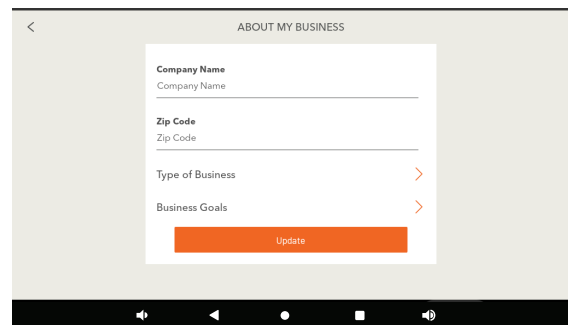 ABOUT MY BUSINESS
Company Name
Company Name
Zip Code
Zip Code
Type of Business
Business Goals
Update